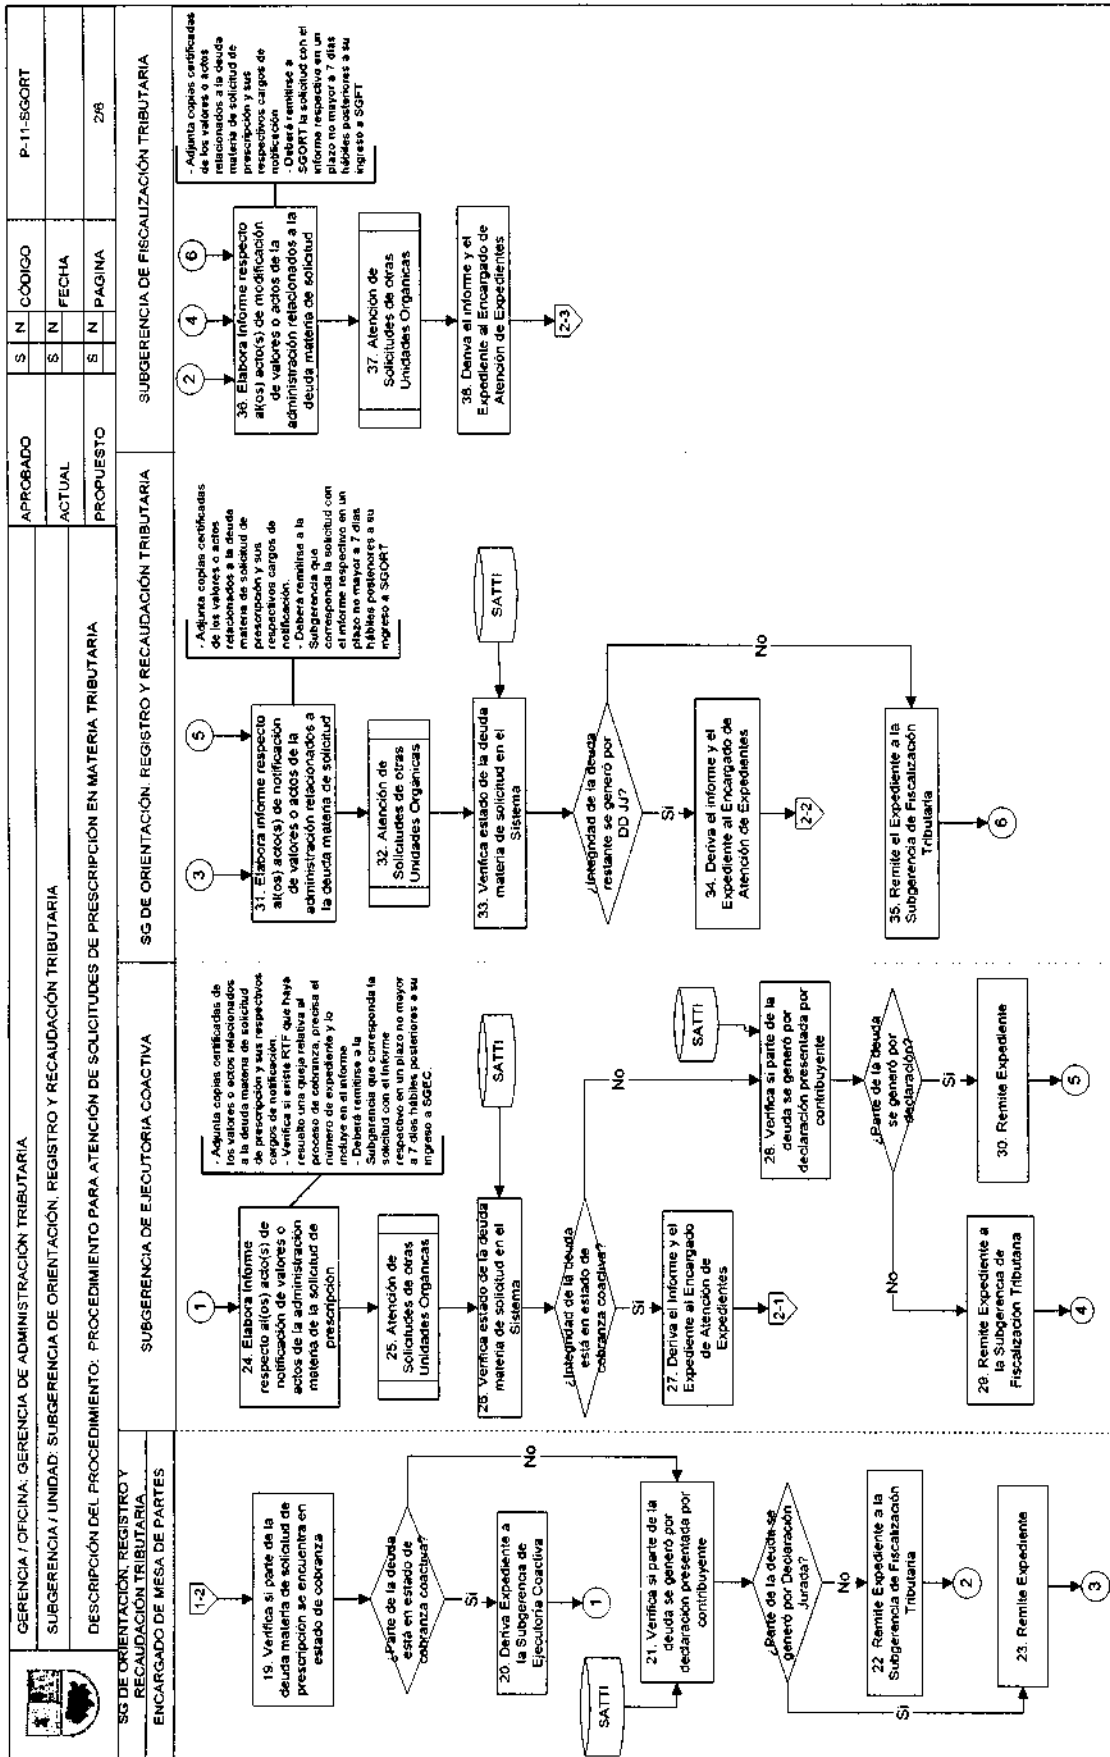 GERENCIA / OFICINA: GERENCIA DE ADMINISTRACIÓN TRIBUTARIA
APROBADO
S
N
CÓDIGO
P-11-SGORT
SUBGERENCIA / UNIDAD: SUBGERENCIA DE ORIENTACIÓN, REGISTRO Y RECAUDACIÓN TRIBUTARIA
ACTUAL
S
N
FECHA
DESCRIPCIÓN DEL PROCEDIMIENTO: PROCEDIMIENTO PARA ATENCIÓN DE SOLICITUDES DE PRESCRIPCIÓN EN MATERIA TRIBUTARIA
PROPUESTO
S
N
PAGINA
2/6
SG DE ORIENTACIÓN, REGISTRO Y
RECAUDACIÓN TRIBUTARIA
ENCARGADO DE MESA DE PARTES
SUBGERENCIA DE EJECUTORIA COACTIVA
SG DE ORIENTACIÓN, REGISTRO Y RECAUDACIÓN TRIBUTARIA
SUBGERENCIA DE FISCALIZACIÓN TRIBUTARIA
1-2
19. Verifica si parte de la
deuda materia de solicitud de
prescripción se encuentra en
estado de cobranza
¿Parte de la deuda
está en estado de
cobranza coactiva?
No
Si
20. Deriva Expediente a
la Subgerencia de
Ejecutoria Coactiva
1
SATTI
21. Verifica si parte de la
deuda se generó por
declaración presentada por
contribuyente
¿Parte de la deuda se
generó por Declaración
Jurada?
No
Si
22 Remite Expediente a la
Subgerencia de Fiscalización
Tributaria
2
23. Remite Expediente
3
1
24. Elabora Informe
respecto al(os) acto(s) de
notificación de valores o
actos de la administración
materia de la solicitud de
prescripción
- Adjunta copias certificadas de
los valores o actos relacionados
a la deuda materia de solicitud
de prescripción y sus respectivos
cargos de notificación.
- Verifica si existe RTF que haya
resuelto una queja relativa al
proceso de cobranza, precisa el
número de expediente y lo
incluye en el informe
- Deberá remitirse a la
Subgerencia que corresponda la
solicitud con el Informe
respectivo en un plazo no mayor
a 7 días hábiles posteriores a su
ingreso a SGEC.
25. Atención de
Solicitudes de otras
Unidades Orgánicas
SATTI
26. Verifica estado de la deuda
materia de solicitud en el
Sistema
¿Integridad de la deuda
está en estado de
cobranza coactiva?
No
Si
27. Deriva el Informe y el
Expediente al Encargado
de Atención de
Expedientes
2-1
SATTI
28. Verifica si parte de la
deuda se generó por
declaración presentada por
contribuyente
¿Parte de la deuda
se generó por
declaración?
No
Si
29. Remite Expediente a
la Subgerencia de
Fiscalización Tributaria
4
30. Remite Expediente
5
3
5
31. Elabora informe respecto
al(os) acto(s) de notificación
de valores o actos de la
administración relacionados a
la deuda materia de solicitud
- Adjunta copias certificadas
de los valores o actos
relacionados a la deuda
materia de solicitud de
prescripción y sus
respectivos cargos de
notificación.
- Deberá remitirse a la
Subgerencia que
corresponda la solicitud con
el informe respectivo en un
plazo no mayor a 7 días
hábiles posteriores a su
ingreso a SGORT
32. Atención de
Solicitudes de otras
Unidades Orgánicas
SATTI
33. Verifica estado de la deuda
materia de solicitud en el
Sistema
¿Integridad de la deuda
restante se generó por
DD JJ?
No
Si
34. Deriva el informe y el
Expediente al Encargado de
Atención de Expedientes
2-2
35. Remite el Expediente a la
Subgerencia de Fiscalización
Tributaria
6
2
4
6
36. Elabora Informe respecto
al(os) acto(s) de modificación
de valores o actos de la
administración relacionados a la
deuda materia de solicitud
- Adjunta copias certificadas
de los valores o actos
relacionados a la deuda
materia de solicitud de
prescripción y sus
respectivos cargos de
notificación
- Deberá remitirse a
SGORT la solicitud con el
informe respectivo en un
plazo no mayor a 7 días
hábiles posteriores a su
ingreso a SGFT
37. Atención de
Solicitudes de otras
Unidades Orgánicas
38. Deriva el informe y el
Expediente al Encargado de
Atención de Expedientes
2-3